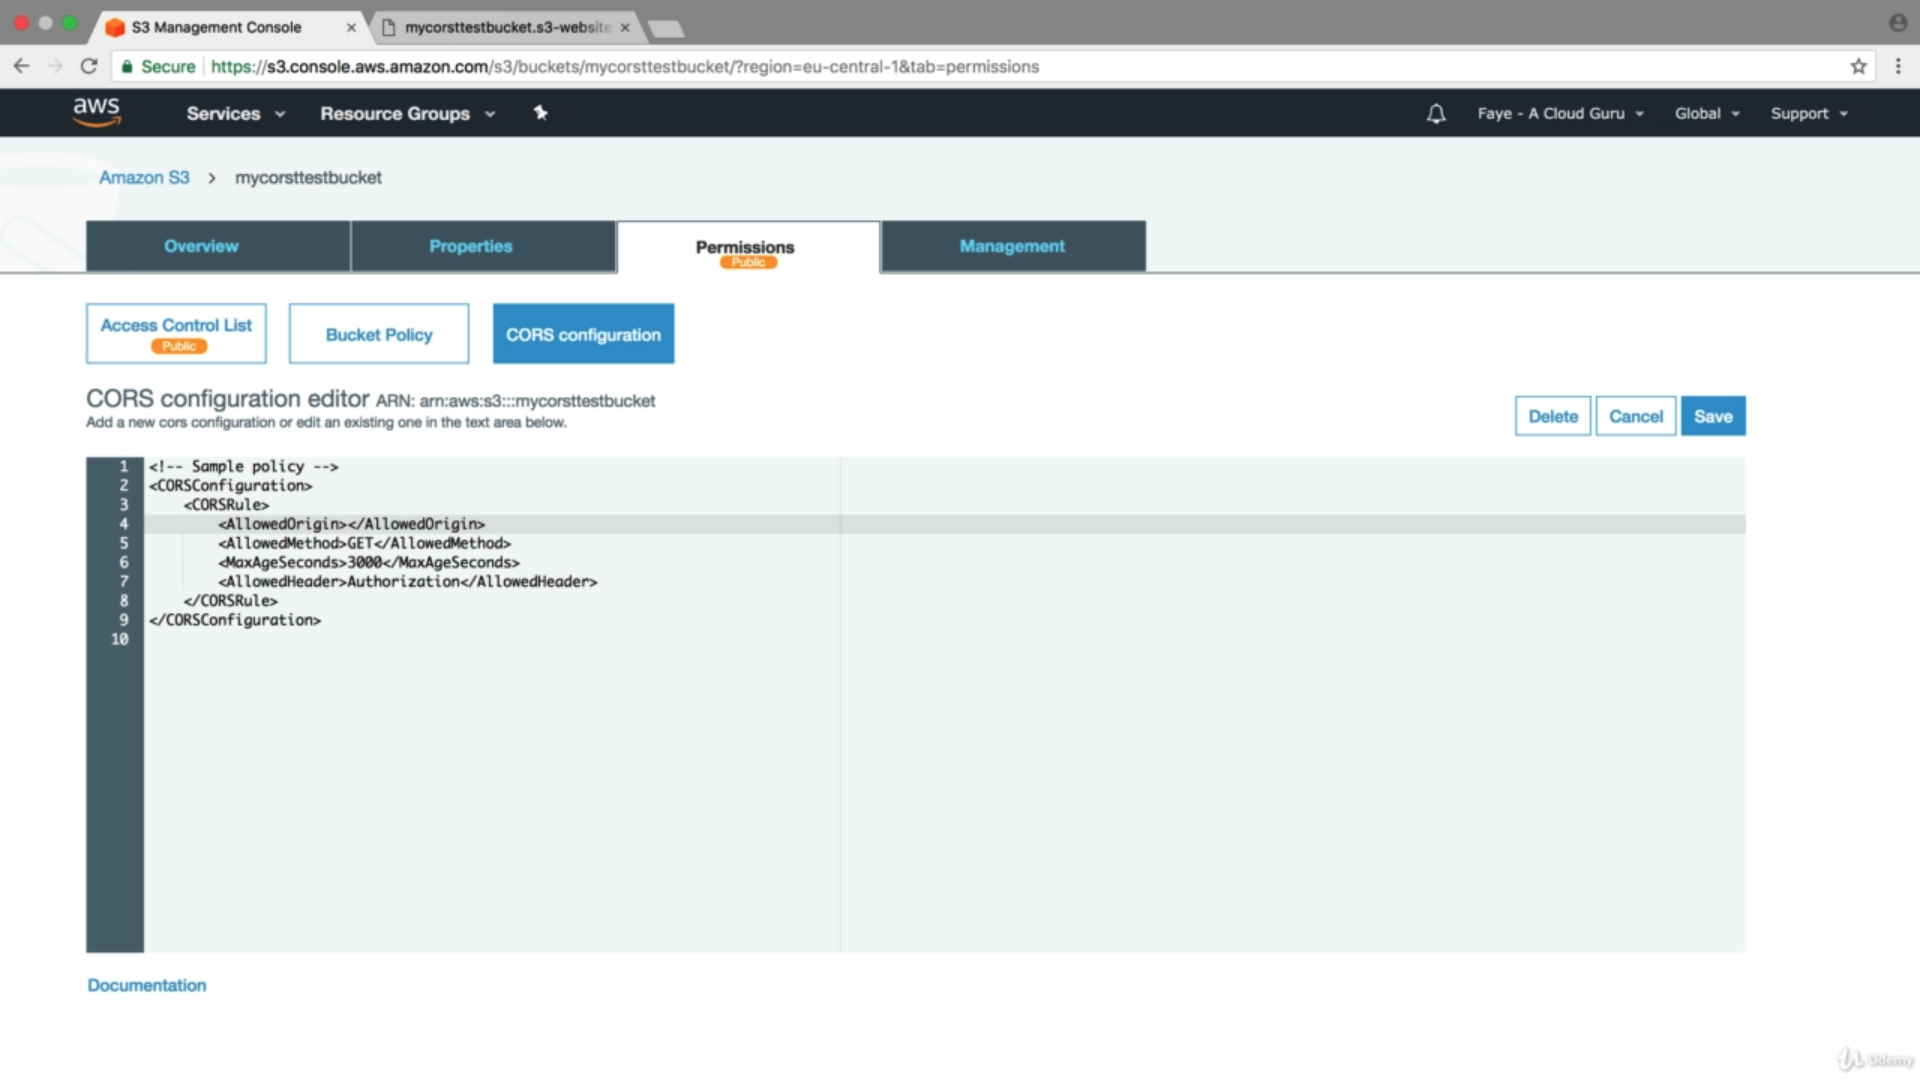 S3 Management Console
mycorsttestbucket.s3-website
Secure https://s3.console.aws.amazon.com/s3/buckets/mycorsttestbucket/?region=eu-central-1&tab=permissions
aws Services Resource Groups Faye - A Cloud Guru Global Support
Amazon S3 > mycorsttestbucket
Overview Properties Permissions Management
Public
Access Control List Bucket Policy CORS configuration
Public
CORS configuration editor ARN: arn:aws:s3:::mycorsttestbucket
Add a new cors configuration or edit an existing one in the text area below.
Delete Cancel Save
1 <!-- Sample policy -->
2 <CORSConfiguration>
3 <CORSRule>
4 <AllowedOrigin></AllowedOrigin>
5 <AllowedMethod>GET</AllowedMethod>
6 <MaxAgeSeconds>3000</MaxAgeSeconds>
7 <AllowedHeader>Authorization</AllowedHeader>
8 </CORSRule>
9 </CORSConfiguration>
10
Documentation
Udemy